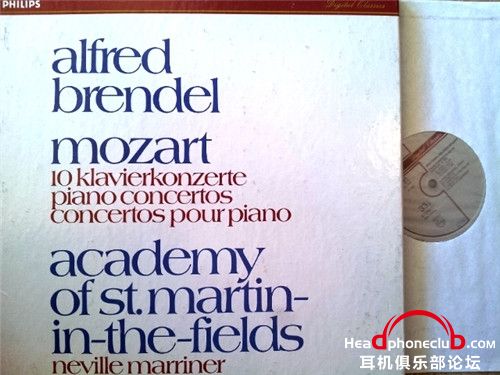 PHILIPS
Digital Classics
alfred
brendel
mozart
10 klavierkonzerte
piano concertos
concertos pour piano
academy
of st. martin-
in-the-fields
neville marriner
Headphoneclub.com
耳机俱乐部论坛